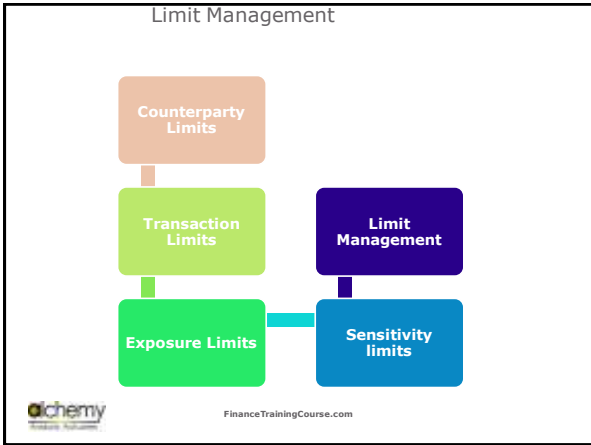 Limit Management
Counterparty
Limits
Transaction
Limits
Limit
Management
Exposure Limits
Sensitivity
limits
alchemy
FinanceTrainingCourse.com